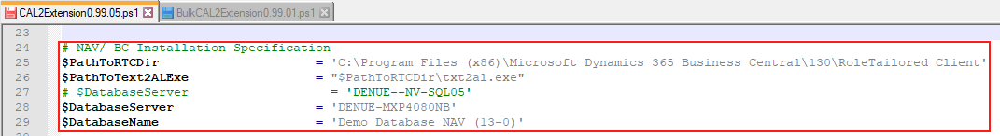 CAL2Extension0.99.05.ps1 BulkCAL2Extension0.99.01.ps1
23
24 # NAV/ BC Installation Specification
25 $PathToRTCDir = 'C:\Program Files (x86)\Microsoft Dynamics 365 Business Central\130\RoleTailored Client'
26 $PathToText2ALExe = "$PathToRTCDir\txt2al.exe"
27 # $DatabaseServer = 'DENUE--NV-SQL05'
28 $DatabaseServer = 'DENUE-MXP4080NB'
29 $DatabaseName = 'Demo Database NAV (13-0)'